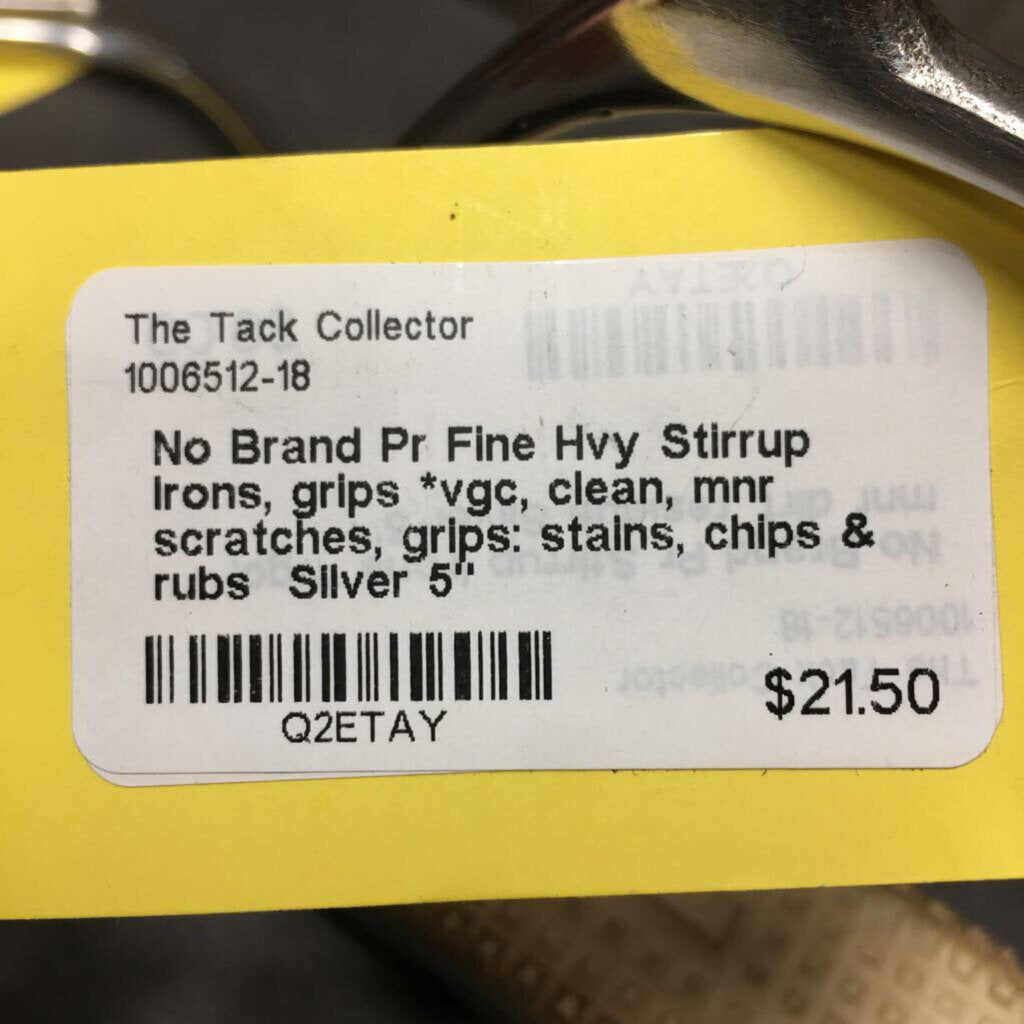 The Tack Collector
1006512-18
No Brand Pr Fine Hvy Stirrup
Irons, grips *vgc, clean, mnr
scratches, grips: stains, chips &
rubs Silver 5"
Q2ETAY
$21.50